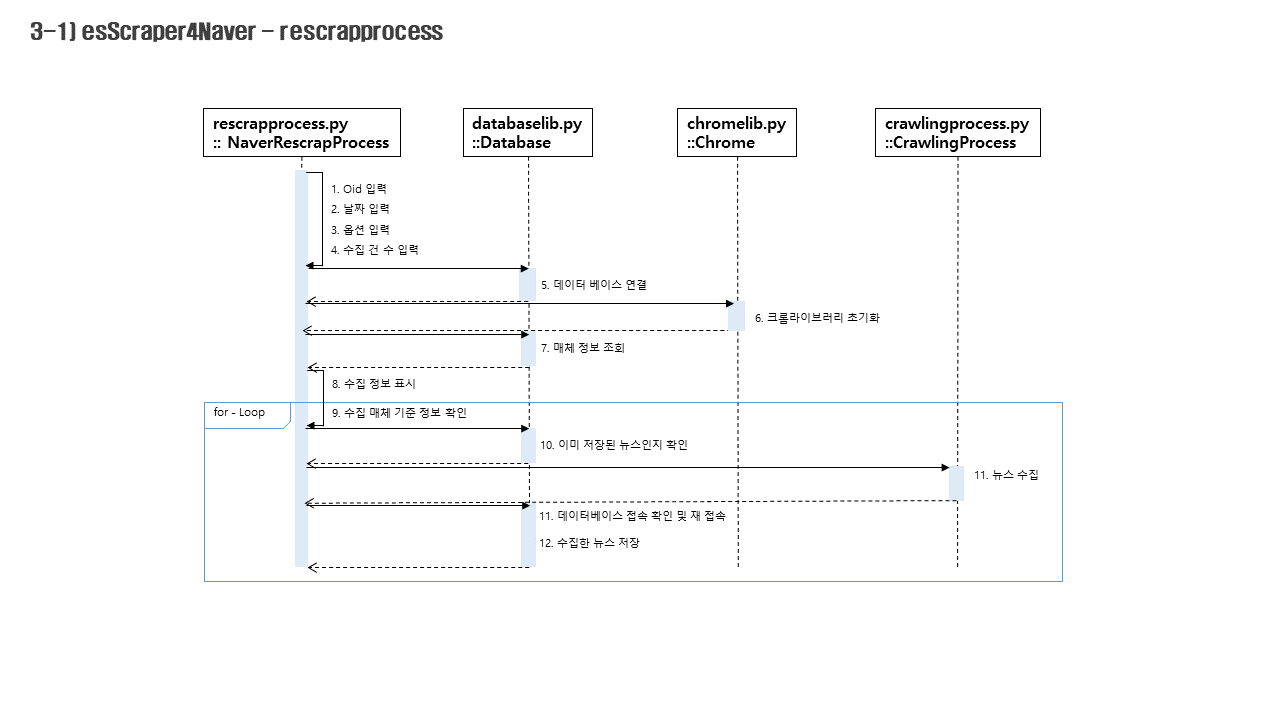 3-1) esScraper4Naver – rescrapprocess
rescrapprocess.py
:: NaverRescrapProcess
databaselib.py
::Database
chromelib.py
::Chrome
crawlingprocess.py
::CrawlingProcess
1. Oid 입력
2. 날짜 입력
3. 옵션 입력
4. 수집 건 수 입력
5. 데이터 베이스 연결
6. 크롬라이브러리 초기화
7. 매체 정보 조회
8. 수집 정보 표시
for - Loop
9. 수집 매체 기준 정보 확인
10. 이미 저장된 뉴스인지 확인
11. 뉴스 수집
11. 데이터베이스 접속 확인 및 재 접속
12. 수집한 뉴스 저장